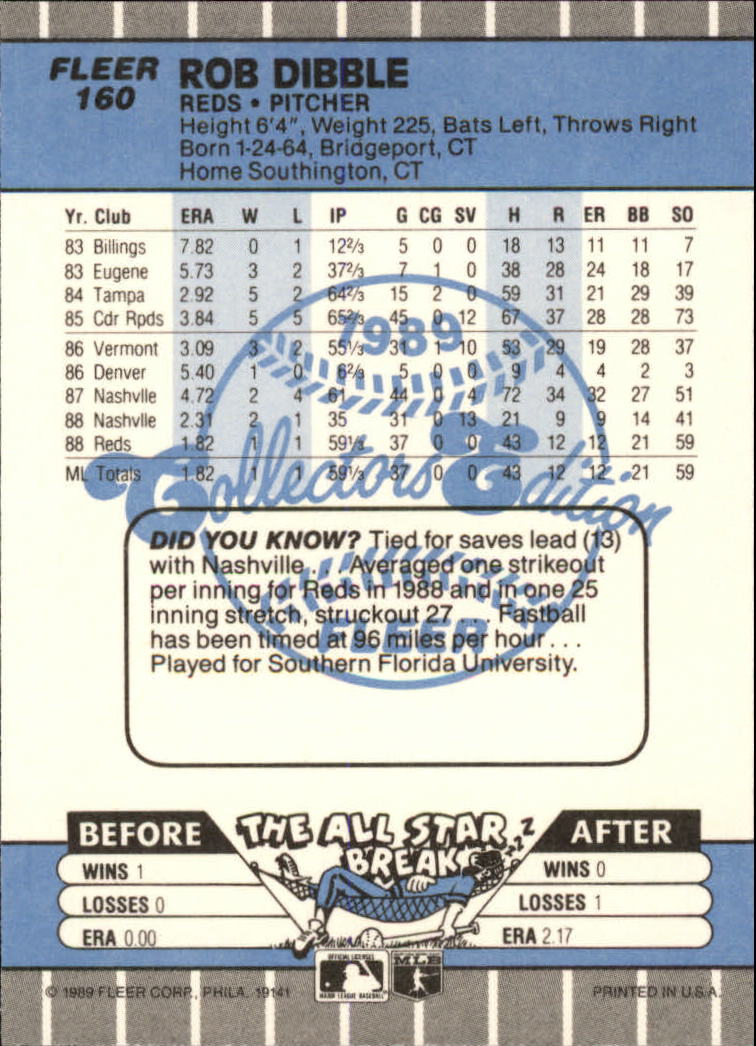 FLEER ROB DIBBLE
160 REDS • PITCHER
Height 6'4", Weight 225, Bats Left, Throws Right
Born 1-24-64, Bridgeport, CT
Home Southington, CT
Yr. Club ERA W L IP G CG SV H R ER BB SO
83 Billings 7.82 0 1 12⅔ 5 0 0 18 13 11 11 7
83 Eugene 5.73 3 2 37⅔ 7 1 0 38 28 24 18 17
84 Tampa 2.92 5 2 64⅔ 15 2 0 59 31 21 29 39
85 Cdr Rpds 3.84 5 5 65⅔ 45 0 12 67 37 28 28 73
86 Vermont 3.09 3 2 55⅓ 31 1 10 53 29 19 28 37
86 Denver 5.40 1 0 6⅔ 5 0 0 9 4 4 2 3
87 Nashvlle 4.72 2 4 61 44 0 4 72 34 32 27 51
88 Nashvlle 2.31 2 1 35 31 0 13 21 9 9 14 41
88 Reds 1.82 1 1 59⅓ 37 0 0 43 12 12 21 59
ML Totals 1.82 1 1 59⅓ 37 0 0 43 12 12 21 59
1989
Collectors' Edition
FLEER
DID YOU KNOW? Tied for saves lead (13)
with Nashville . . . Averaged one strikeout
per inning for Reds in 1988 and in one 25
inning stretch, struckout 27 . . . Fastball
has been timed at 96 miles per hour . . .
Played for Southern Florida University.
BEFORE THE ALL STAR BREAK AFTER
ZZZZ
WINS 1 WINS 0
LOSSES 0 LOSSES 1
ERA 0.00 ERA 2.17
OFFICIAL LICENSEE
MAJOR LEAGUE BASEBALL
MLB
© 1989 FLEER CORP., PHILA. 19141 PRINTED IN U.S.A.